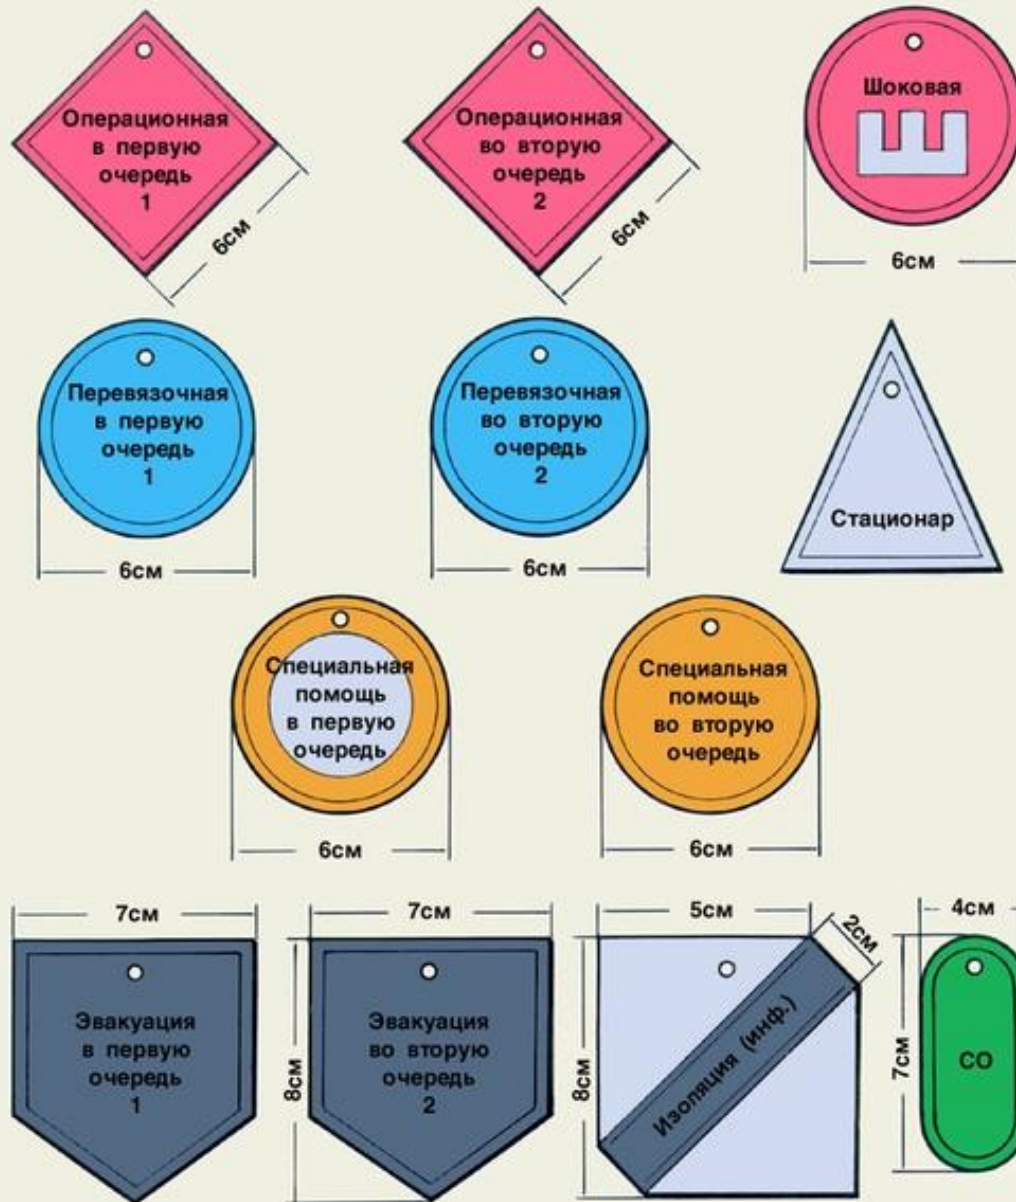 Операционная
в первую
очередь
1
6см
Операционная
во вторую
очередь
2
6см
Шоковая
6см
Перевязочная
в первую
очередь
1
6см
Перевязочная
во вторую
очередь
2
6см
Стационар
Специальная
помощь
в первую
очередь
6см
Специальная
помощь
во вторую
очередь
6см
7см
Эвакуация
в первую
очередь
1
7см
8см
Эвакуация
во вторую
очередь
2
5см
2см
8см
Изоляция (инф.)
4см
7см
СО